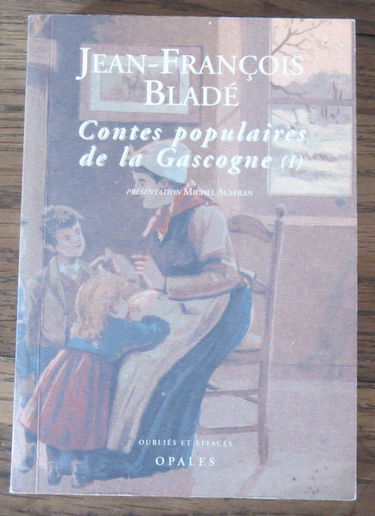 JEAN-FRANÇOIS
BLADÉ
Contes populaires
de la Gascogne (I)
PRÉSENTATION MICHEL SUFFRAN
OUBLIÉS ET EFFACÉS
OPALES